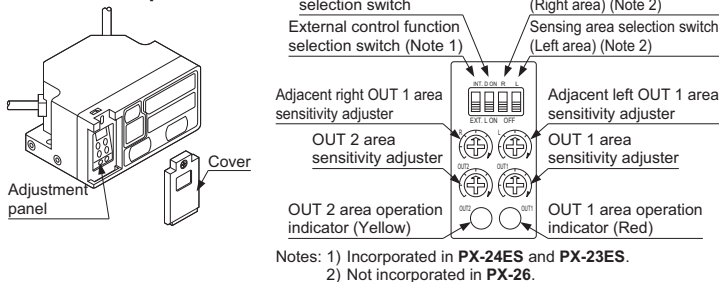 selection switch
(Right area) (Note 2)
External control function
selection switch (Note 1)
Sensing area selection switch
(Left area) (Note 2)
INT. D ON R L
EXT. L ON OFF
Adjacent right OUT 1 area
sensitivity adjuster
Adjacent left OUT 1 area
sensitivity adjuster
R
L
OUT 2 area
sensitivity adjuster
OUT 1 area
sensitivity adjuster
OUT2
OUT1
Cover
Adjustment
panel
OUT 2 area operation
indicator (Yellow)
OUT2
OUT1
OUT 1 area operation
indicator (Red)
Notes: 1) Incorporated in PX-24ES and PX-23ES.
2) Not incorporated in PX-26.